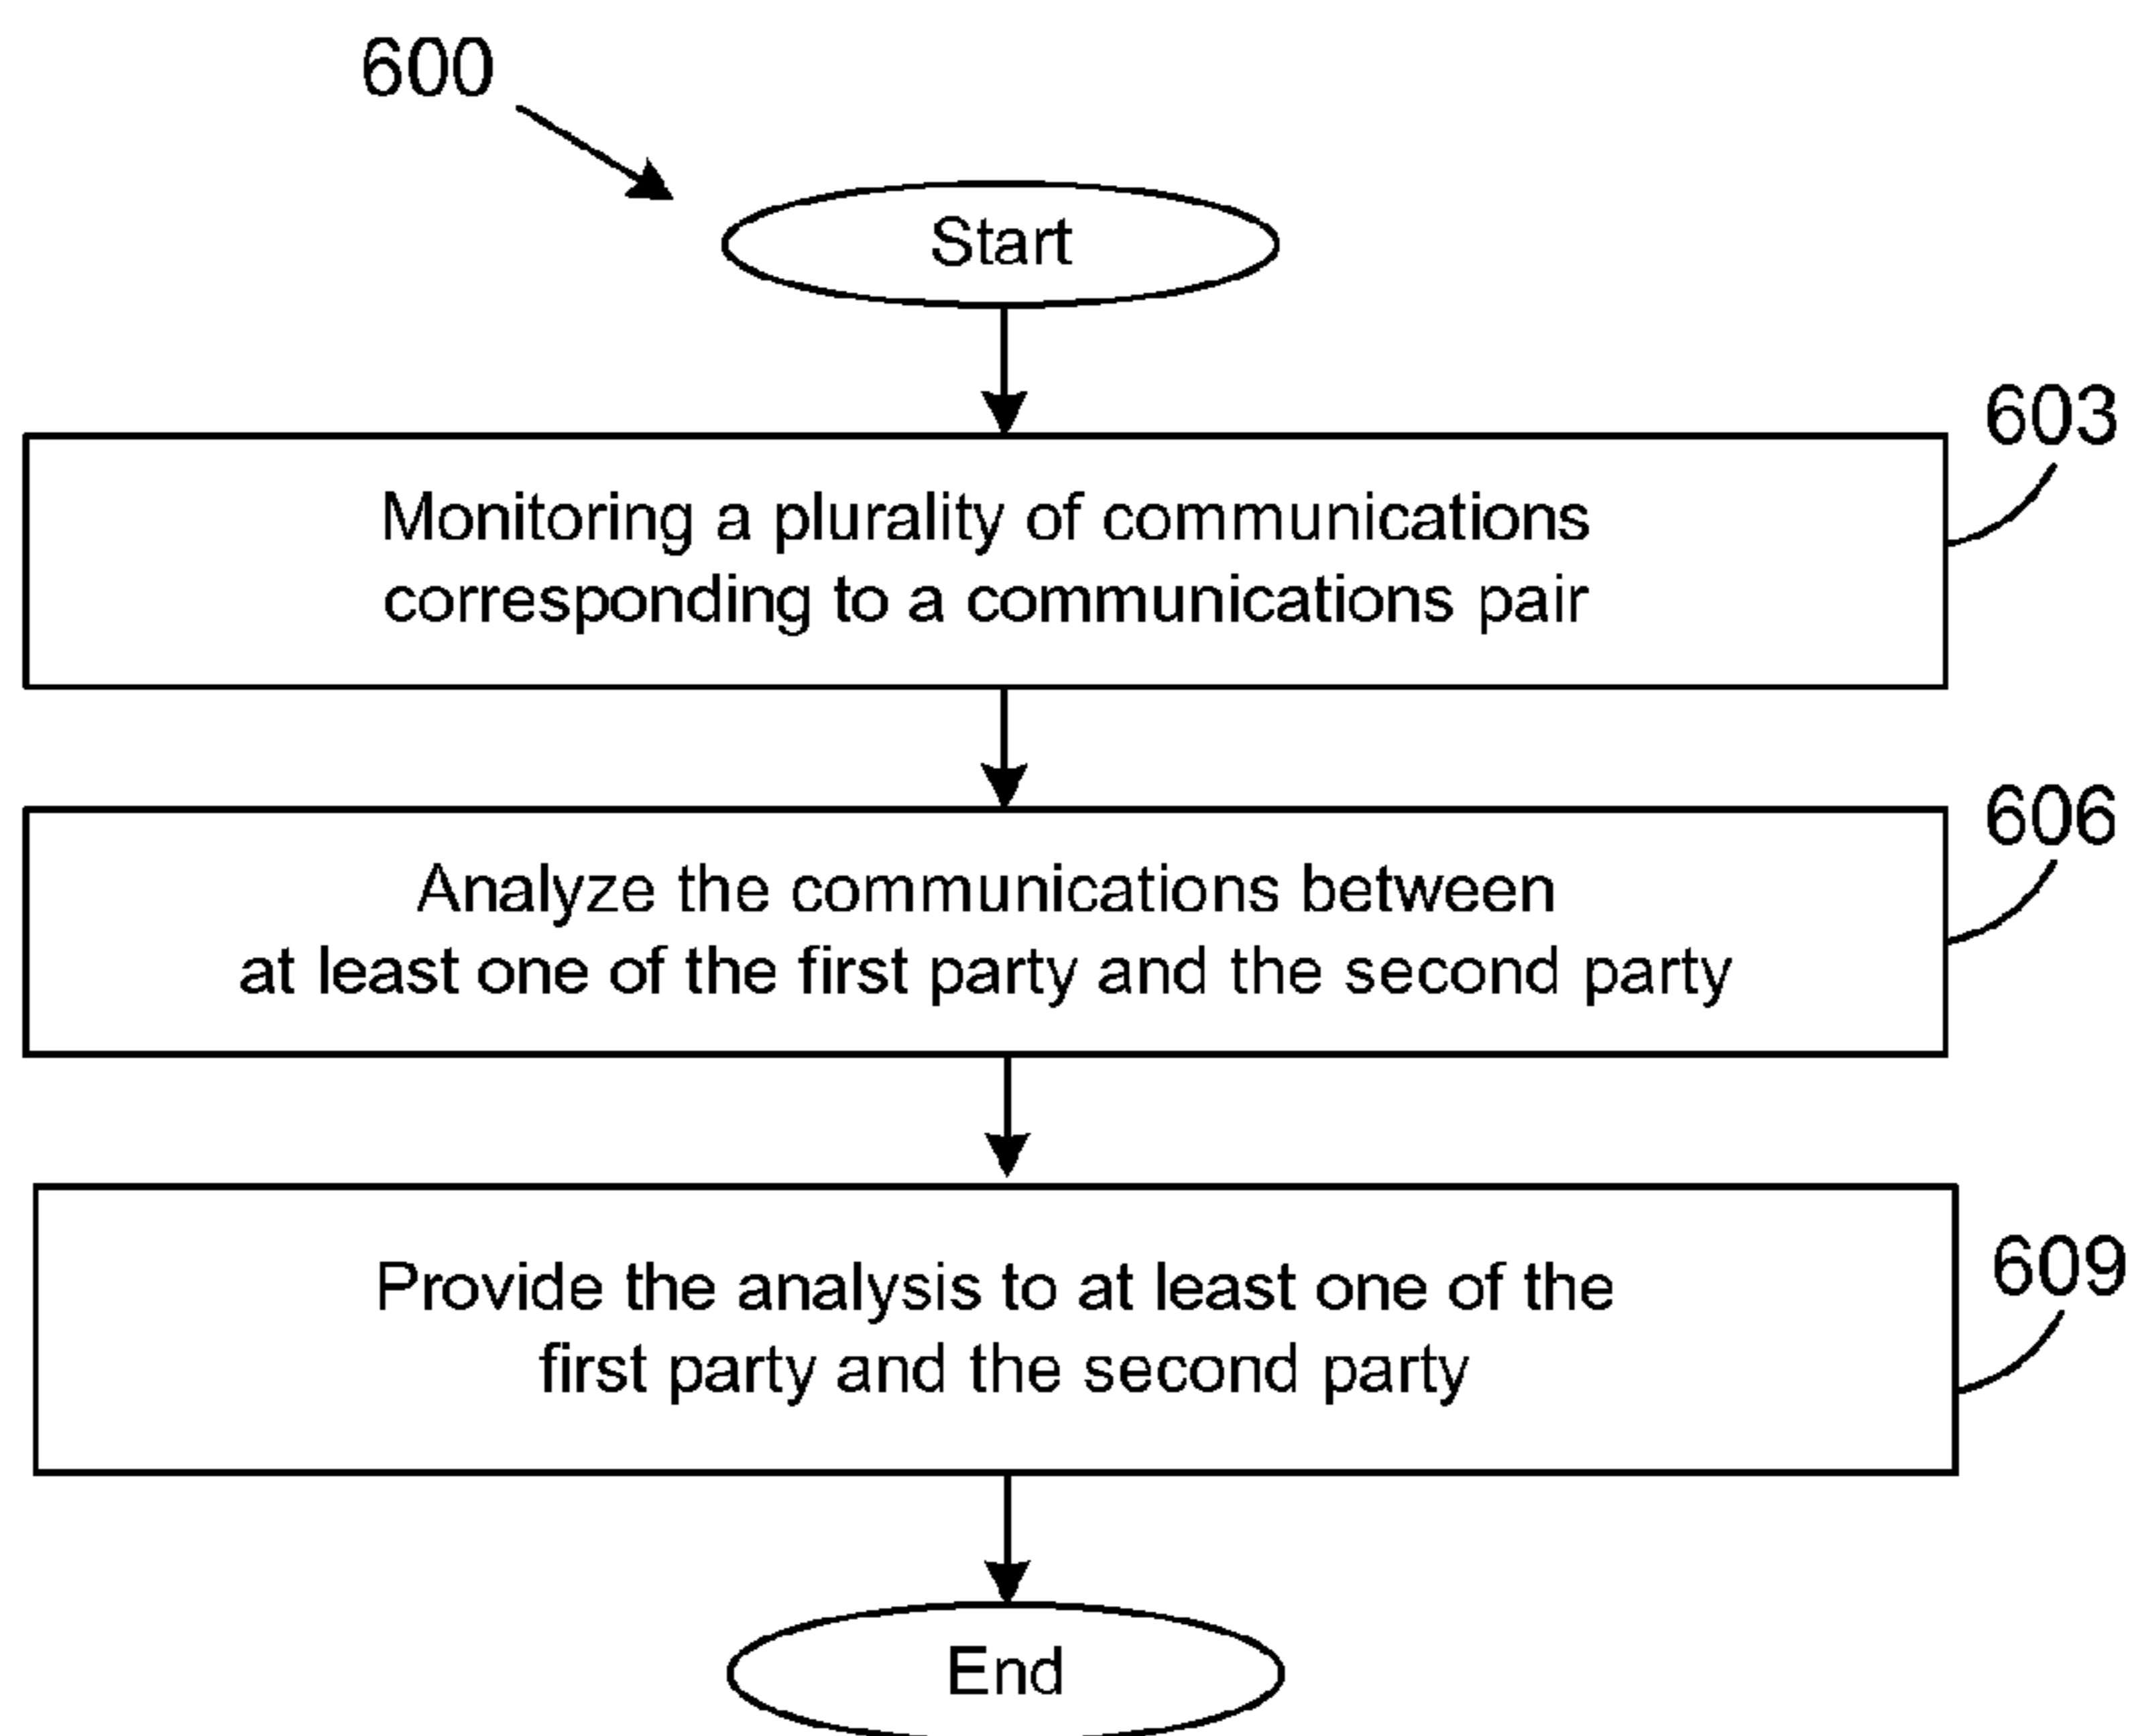 600
Start
603
Monitoring a plurality of communications
corresponding to a communications pair
606
Analyze the communications between
at least one of the first party and the second party
609
Provide the analysis to at least one of the
first party and the second party
End